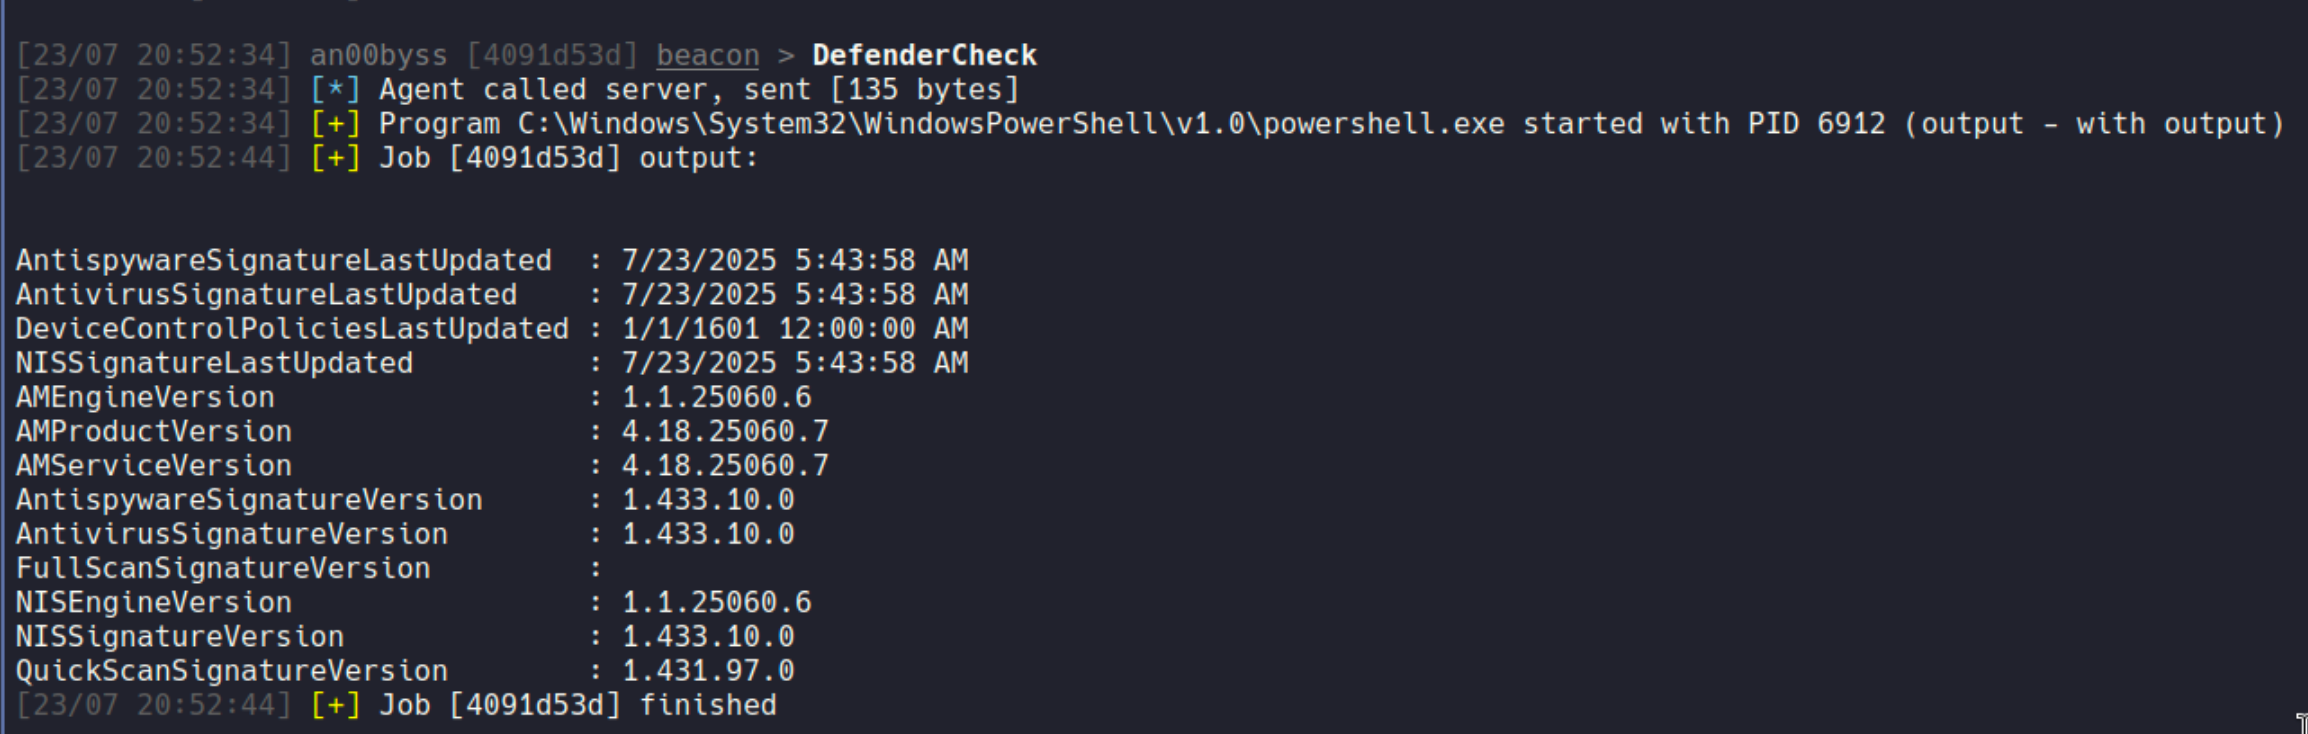 [23/07 20:52:34] an00byss [4091d53d] beacon > DefenderCheck
[23/07 20:52:34] [*] Agent called server, sent [135 bytes]
[23/07 20:52:34] [+] Program C:\Windows\System32\WindowsPowerShell\v1.0\powershell.exe started with PID 6912 (output - with output)
[23/07 20:52:44] [+] Job [4091d53d] output:
AntispywareSignatureLastUpdated : 7/23/2025 5:43:58 AM
AntivirusSignatureLastUpdated : 7/23/2025 5:43:58 AM
DeviceControlPoliciesLastUpdated : 1/1/1601 12:00:00 AM
NISSignatureLastUpdated : 7/23/2025 5:43:58 AM
AMEngineVersion : 1.1.25060.6
AMProductVersion : 4.18.25060.7
AMServiceVersion : 4.18.25060.7
AntispywareSignatureVersion : 1.433.10.0
AntivirusSignatureVersion : 1.433.10.0
FullScanSignatureVersion :
NISEngineVersion : 1.1.25060.6
NISSignatureVersion : 1.433.10.0
QuickScanSignatureVersion : 1.431.97.0
[23/07 20:52:44] [+] Job [4091d53d] finished